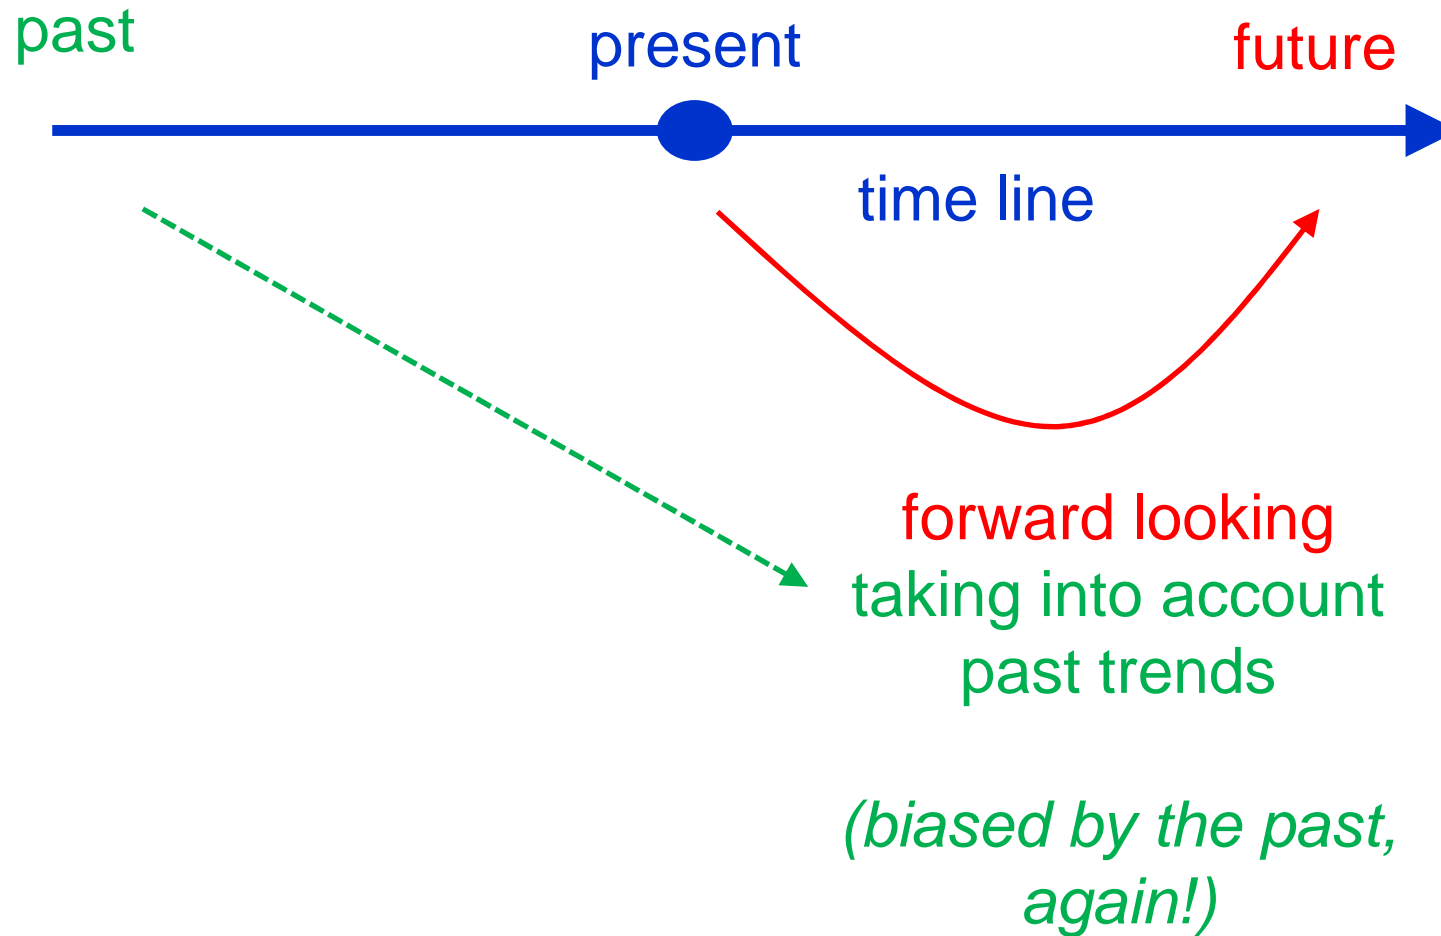 past
present
future
time line
forward looking
taking into account
past trends
(biased by the past,
again!)